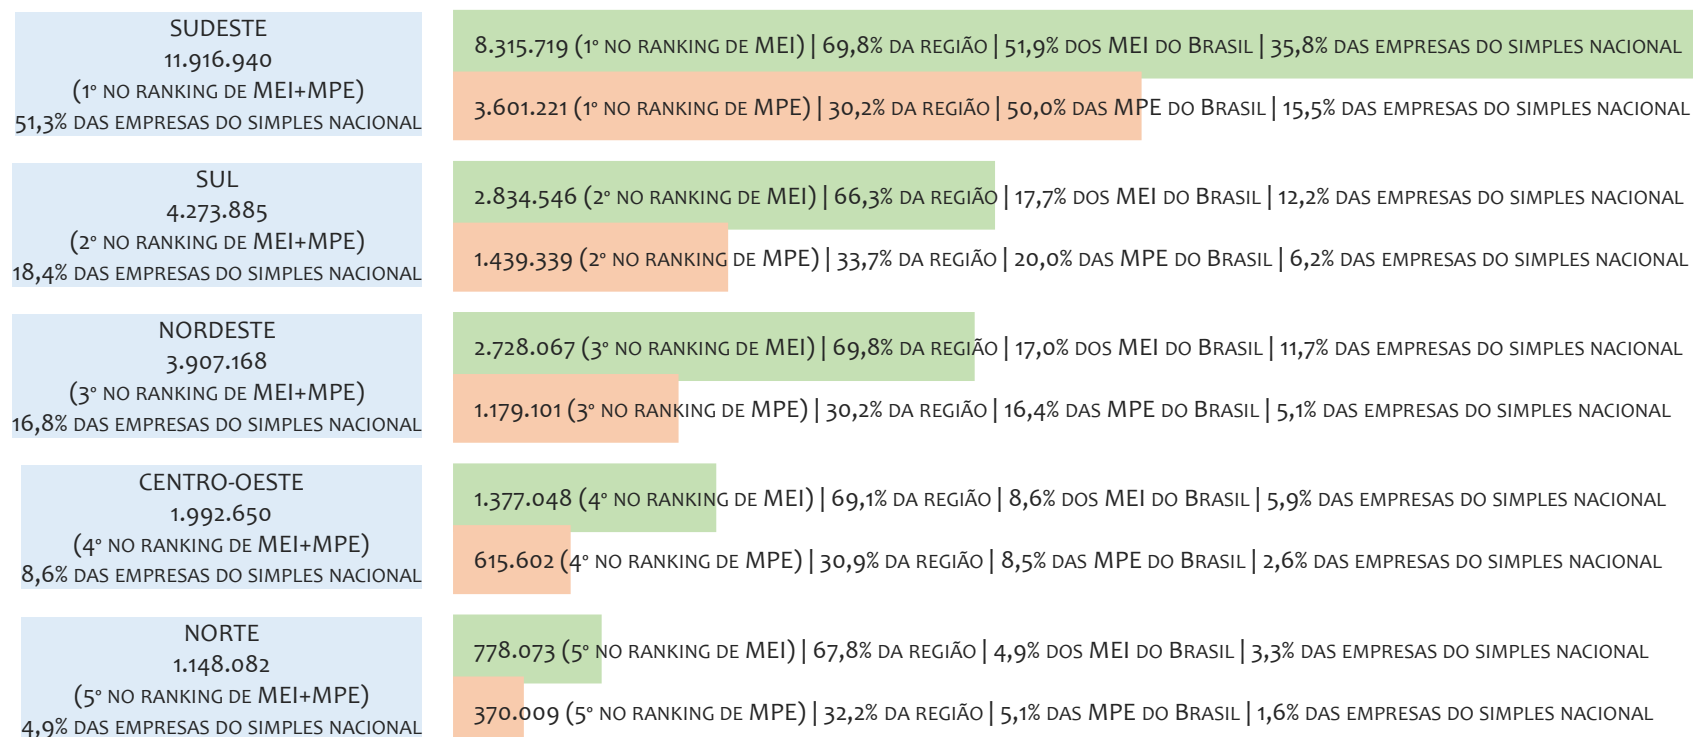 SUDESTE
11.916.940
(1º NO RANKING DE MEI+MPE)
51,3% DAS EMPRESAS DO SIMPLES NACIONAL
8.315.719 (1º NO RANKING DE MEI) | 69,8% DA REGIÃO | 51,9% DOS MEI DO BRASIL | 35,8% DAS EMPRESAS DO SIMPLES NACIONAL
3.601.221 (1º NO RANKING DE MPE) | 30,2% DA REGIÃO | 50,0% DAS MPE DO BRASIL | 15,5% DAS EMPRESAS DO SIMPLES NACIONAL
SUL
4.273.885
(2º NO RANKING DE MEI+MPE)
18,4% DAS EMPRESAS DO SIMPLES NACIONAL
2.834.546 (2º NO RANKING DE MEI) | 66,3% DA REGIÃO | 17,7% DOS MEI DO BRASIL | 12,2% DAS EMPRESAS DO SIMPLES NACIONAL
1.439.339 (2º NO RANKING DE MPE) | 33,7% DA REGIÃO | 20,0% DAS MPE DO BRASIL | 6,2% DAS EMPRESAS DO SIMPLES NACIONAL
NORDESTE
3.907.168
(3º NO RANKING DE MEI+MPE)
16,8% DAS EMPRESAS DO SIMPLES NACIONAL
2.728.067 (3º NO RANKING DE MEI) | 69,8% DA REGIÃO | 17,0% DOS MEI DO BRASIL | 11,7% DAS EMPRESAS DO SIMPLES NACIONAL
1.179.101 (3º NO RANKING DE MPE) | 30,2% DA REGIÃO | 16,4% DAS MPE DO BRASIL | 5,1% DAS EMPRESAS DO SIMPLES NACIONAL
CENTRO-OESTE
1.992.650
(4º NO RANKING DE MEI+MPE)
8,6% DAS EMPRESAS DO SIMPLES NACIONAL
1.377.048 (4º NO RANKING DE MEI) | 69,1% DA REGIÃO | 8,6% DOS MEI DO BRASIL | 5,9% DAS EMPRESAS DO SIMPLES NACIONAL
615.602 (4º NO RANKING DE MPE) | 30,9% DA REGIÃO | 8,5% DAS MPE DO BRASIL | 2,6% DAS EMPRESAS DO SIMPLES NACIONAL
NORTE
1.148.082
(5º NO RANKING DE MEI+MPE)
4,9% DAS EMPRESAS DO SIMPLES NACIONAL
778.073 (5º NO RANKING DE MEI) | 67,8% DA REGIÃO | 4,9% DOS MEI DO BRASIL | 3,3% DAS EMPRESAS DO SIMPLES NACIONAL
370.009 (5º NO RANKING DE MPE) | 32,2% DA REGIÃO | 5,1% DAS MPE DO BRASIL | 1,6% DAS EMPRESAS DO SIMPLES NACIONAL